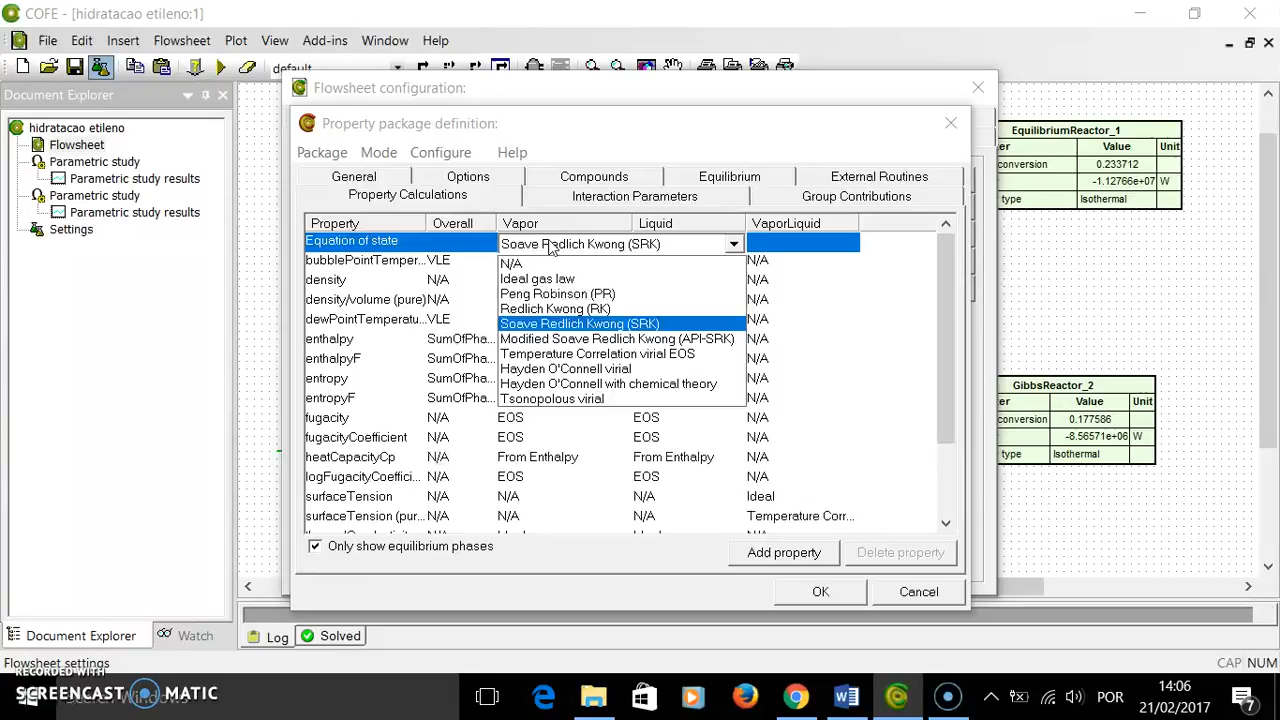 COFE - [hidratacao etileno:1]
File Edit Insert Flowsheet Plot View Add-ins Window Help
default
Document Explorer
hidratacao etileno
Flowsheet
Parametric study
Parametric study results
Parametric study
Parametric study results
Settings
Document Explorer Watch
Flowsheet configuration:
Property package definition:
Package Mode Configure Help
General Options Compounds Equilibrium External Routines
Property Calculations Interaction Parameters Group Contributions
Property Overall Vapor Liquid VaporLiquid
Equation of state Soave Redlich Kwong (SRK)
N/A
Ideal gas law
Peng Robinson (PR)
Redlich Kwong (RK)
Soave Redlich Kwong (SRK)
Modified Soave Redlich Kwong (API-SRK)
Temperature Correlation virial EOS
Hayden O'Connell virial
Hayden O'Connell with chemical theory
Tsonopolous virial
bubblePointTemper... VLE N/A
density N/A N/A
density/volume (pure) N/A N/A
dewPointTemperatu... VLE N/A
enthalpy SumOfPha... N/A
enthalpyF SumOfPha... N/A
entropy SumOfPha... N/A
entropyF SumOfPha... N/A
fugacity N/A EOS EOS N/A
fugacityCoefficient N/A EOS EOS N/A
heatCapacityCp N/A From Enthalpy From Enthalpy N/A
logFugacityCoeffici... N/A EOS EOS N/A
surfaceTension N/A N/A N/A Ideal
surfaceTension (pur... N/A N/A N/A Temperature Corr...
Only show equilibrium phases
Add property Delete property
OK Cancel
EquilibriumReactor_1
ter Value Unit
conversion 0.233712
-1.12766e+07 W
type Isothermal
GibbsReactor_2
ter Value Unit
conversion 0.177586
-8.56571e+06 W
type Isothermal
Log Solved
Flowsheet settings
CAP NUM
RECORDED WITH
SCREENCAST MATIC
POR
14:06
21/02/2017
7